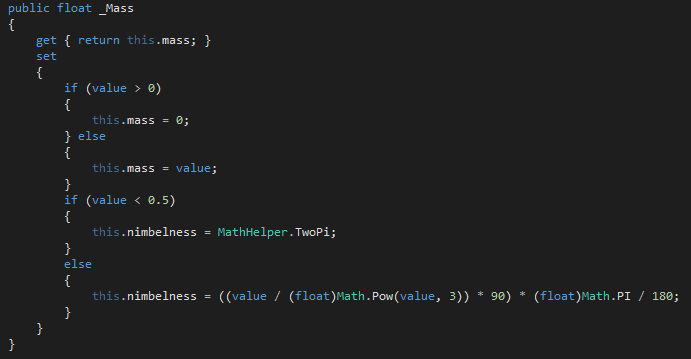 public float _Mass
{
    get { return this.mass; }
    set
    {
        if (value > 0)
        {
            this.mass = 0;
        } else
        {
            this.mass = value;
        }
        if (value < 0.5)
        {
            this.nimbelness = MathHelper.TwoPi;
        }
        else
        {
            this.nimbelness = ((value / (float)Math.Pow(value, 3)) * 90) * (float)Math.PI / 180;
        }
    }
}